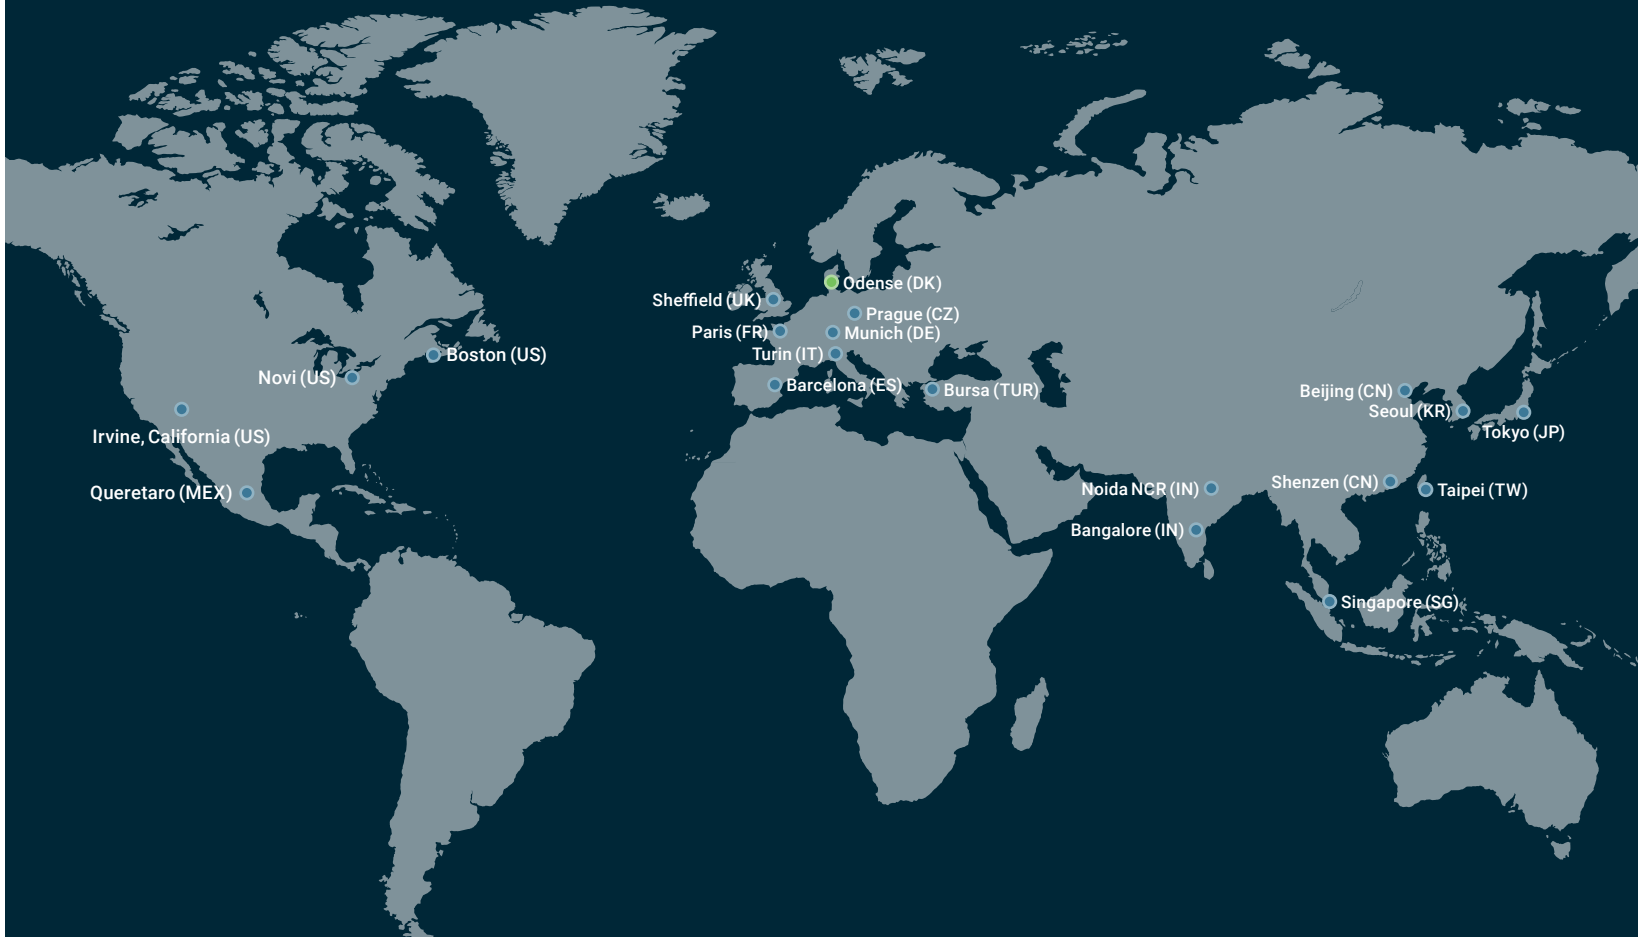 Odense (DK)
Sheffield (UK)
Prague (CZ)
Paris (FR)
Munich (DE)
Turin (IT)
Boston (US)
Novi (US)
Barcelona (ES)
Bursa (TUR)
Beijing (CN)
Seoul (KR)
Tokyo (JP)
Irvine, California (US)
Shenzen (CN)
Noida NCR (IN)
Taipei (TW)
Queretaro (MEX)
Bangalore (IN)
Singapore (SG)